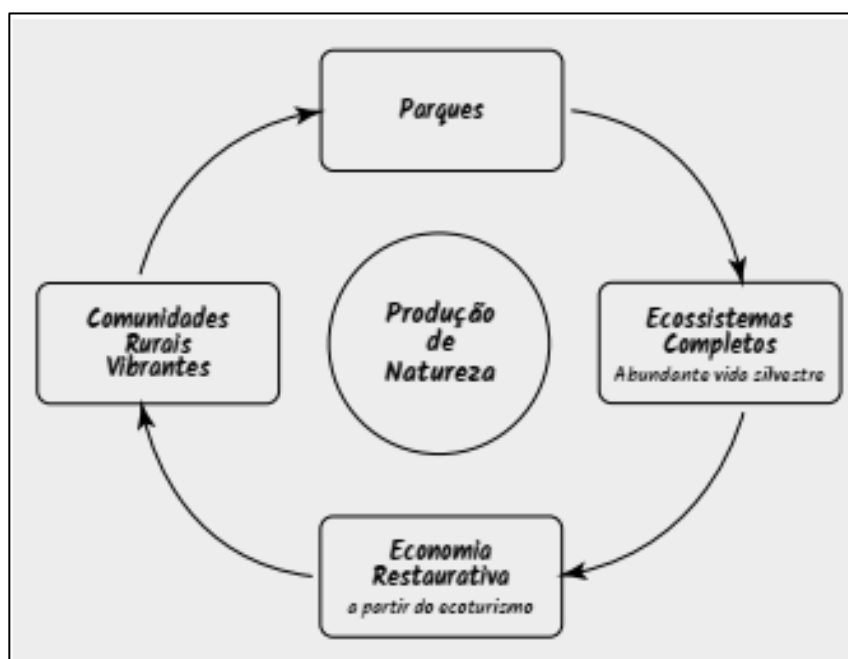 Parques
Comunidades
Rurais
Vibrantes
Produção
de
Natureza
Ecossistemas
Completos
Abundante vida silvestre
Economia
Restaurativa
a partir do ecoturismo